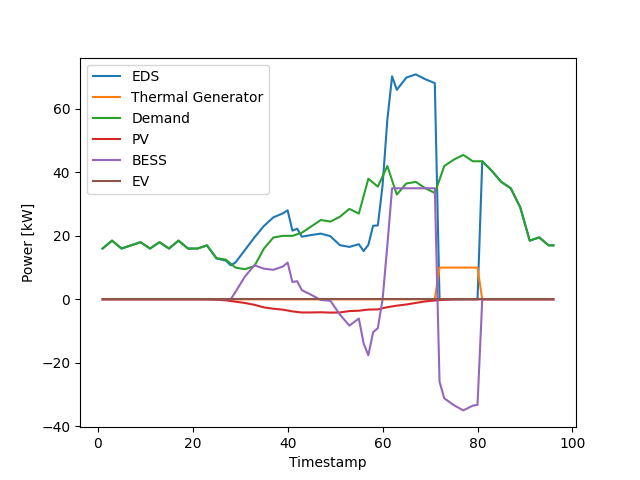 EDS
Thermal Generator
Demand
PV
BESS
EV
Power [kW]
60
40
20
0
−20
−40
0 20 40 60 80 100
Timestamp